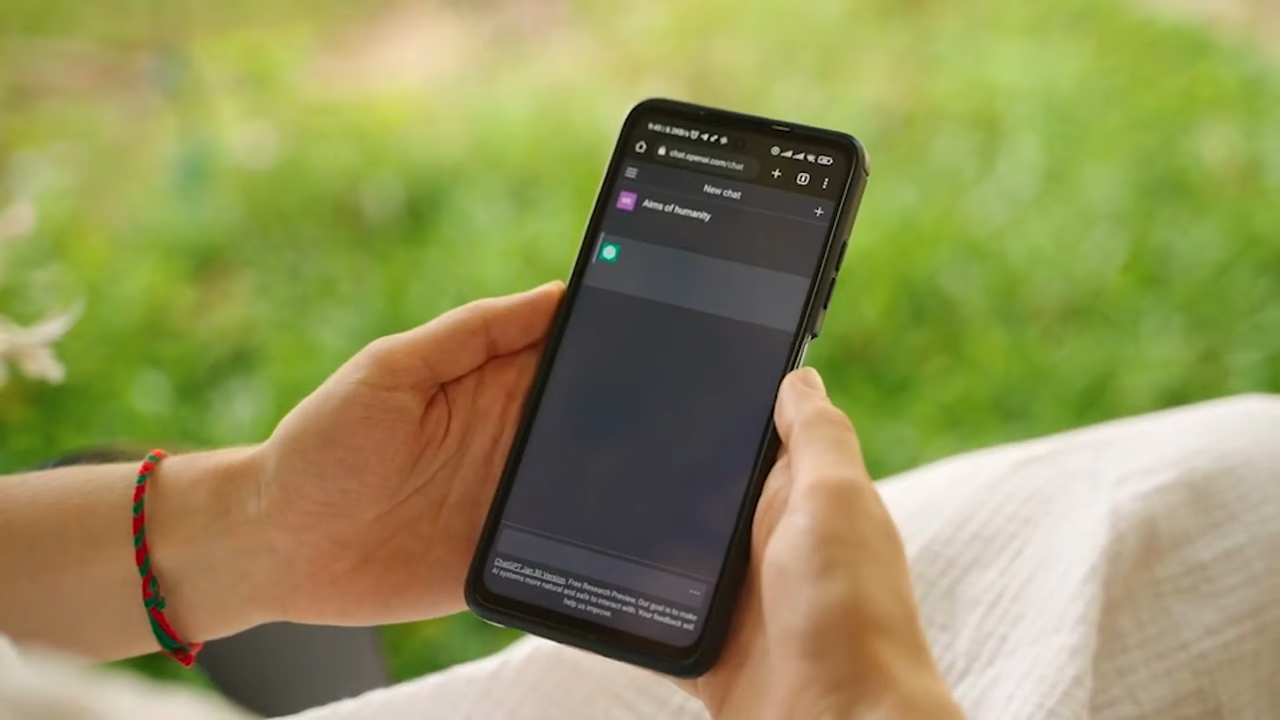 chat.openai.com/chat
New chat
Aims of humanity
ChatGPT Jan 30 Version. Free Research Preview. Our goal is to make
AI systems more natural and safe to interact with. Your feedback will
help us improve.